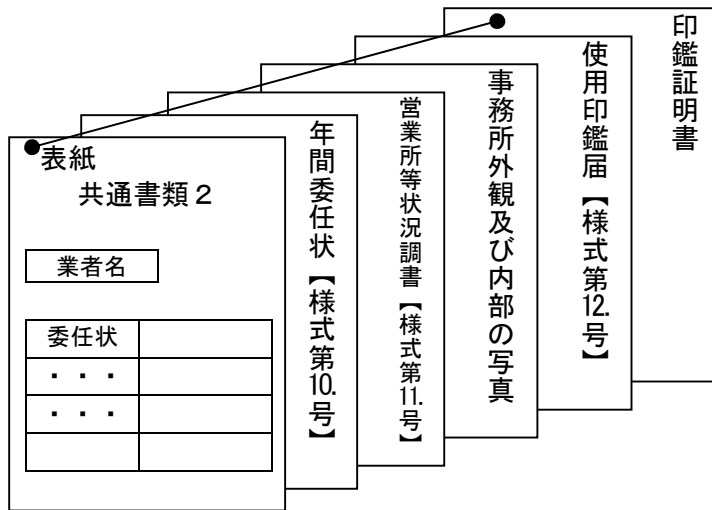 表紙
共通書類２
業者名
委任状
・・・
・・・
年間委任状【様式第10.号】
営業所等状況調書【様式第11.号】
事務所外観及び内部の写真
使用印鑑届【様式第12.号】
印鑑証明書